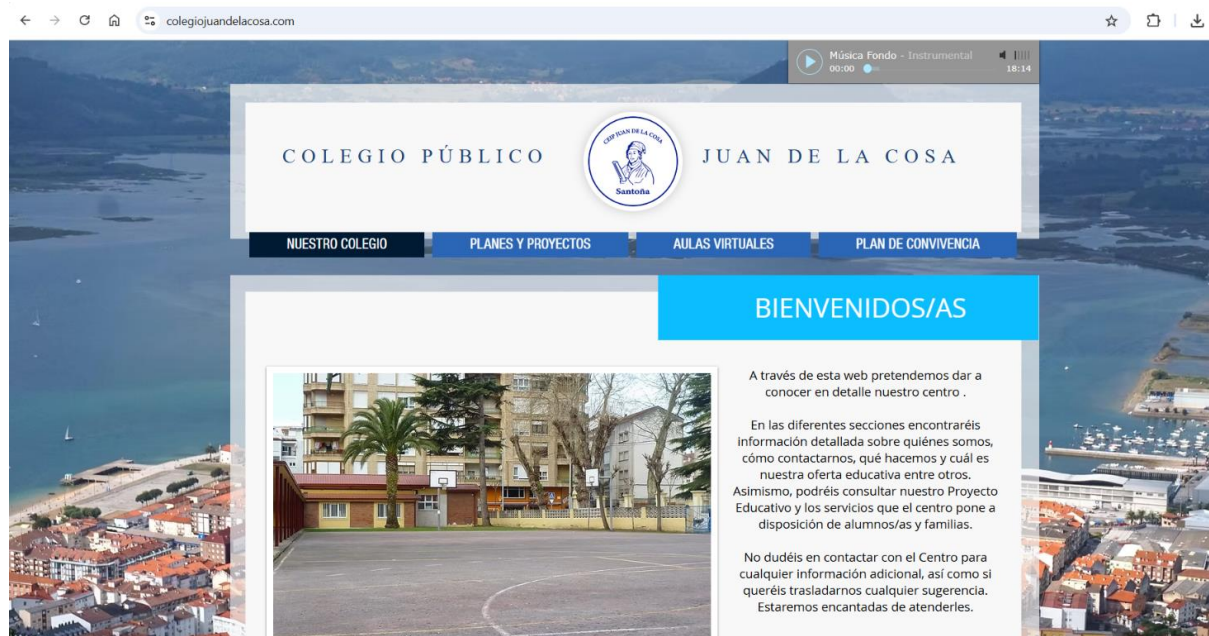 colegiojuandelacosa.com
Música Fondo - Instrumental
00:00
18:14
COLEGIO PÚBLICO
CEIP JUAN DE LA COSA
Santoña
JUAN DE LA COSA
NUESTRO COLEGIO
PLANES Y PROYECTOS
AULAS VIRTUALES
PLAN DE CONVIVENCIA
BIENVENIDOS/AS
A través de esta web pretendemos dar a
conocer en detalle nuestro centro .
En las diferentes secciones encontraréis
información detallada sobre quiénes somos,
cómo contactarnos, qué hacemos y cuál es
nuestra oferta educativa entre otros.
Asimismo, podréis consultar nuestro Proyecto
Educativo y los servicios que el centro pone a
disposición de alumnos/as y familias.
No dudéis en contactar con el Centro para
cualquier información adicional, así como si
queréis trasladarnos cualquier sugerencia.
Estaremos encantadas de atenderles.